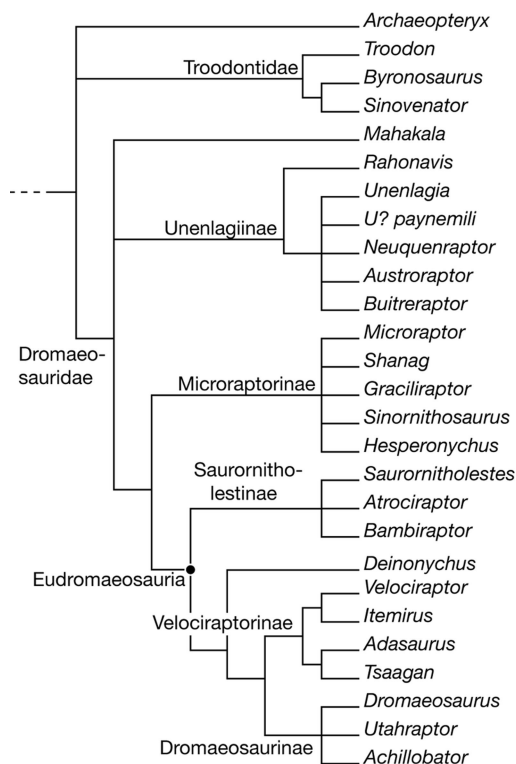 Archaeopteryx
Troodon
Troodontidae
Byronosaurus
Sinovenator
Mahakala
Rahonavis
Unenlagia
U? paynemili
Unenlagiinae
Neuquenraptor
Austroraptor
Buitreraptor
Microraptor
Dromaeo-
sauridae
Shanag
Microraptorinae
Graciliraptor
Sinornithosaurus
Hesperonychus
Saurornitho-
lestinae
Saurornitholestes
Atrociraptor
Bambiraptor
Eudromaeosauria
Deinonychus
Velociraptor
Velociraptorinae
Itemirus
Adasaurus
Tsaagan
Dromaeosaurus
Utahraptor
Dromaeosaurinae
Achillobator